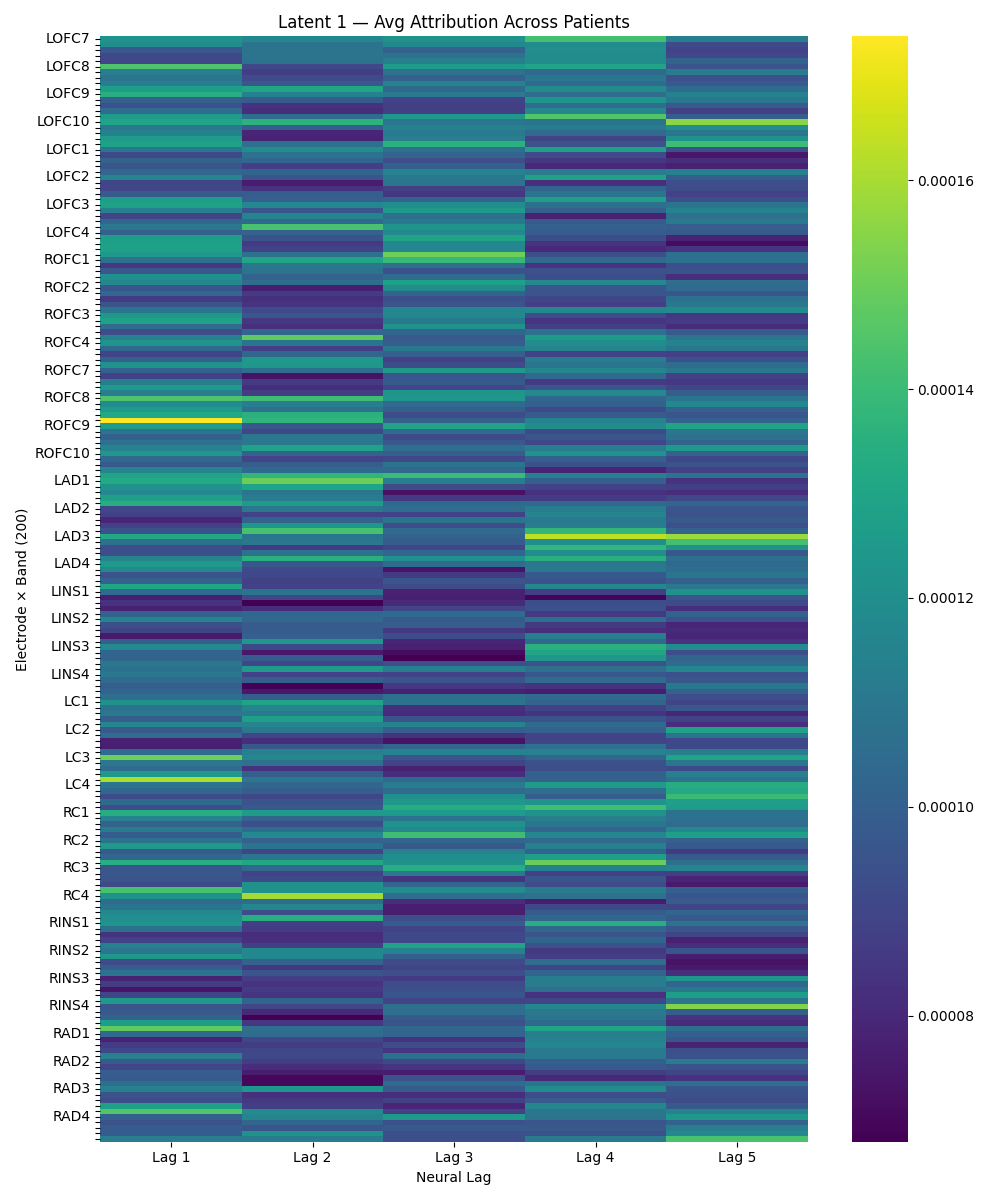 Latent 1 — Avg Attribution Across Patients
Electrode × Band (200)
LOFC7
LOFC8
LOFC9
LOFC10
LOFC1
LOFC2
LOFC3
LOFC4
ROFC1
ROFC2
ROFC3
ROFC4
ROFC7
ROFC8
ROFC9
ROFC10
LAD1
LAD2
LAD3
LAD4
LINS1
LINS2
LINS3
LINS4
LC1
LC2
LC3
LC4
RC1
RC2
RC3
RC4
RINS1
RINS2
RINS3
RINS4
RAD1
RAD2
RAD3
RAD4
Lag 1 Lag 2 Lag 3 Lag 4 Lag 5
Neural Lag
0.00016
0.00014
0.00012
0.00010
0.00008